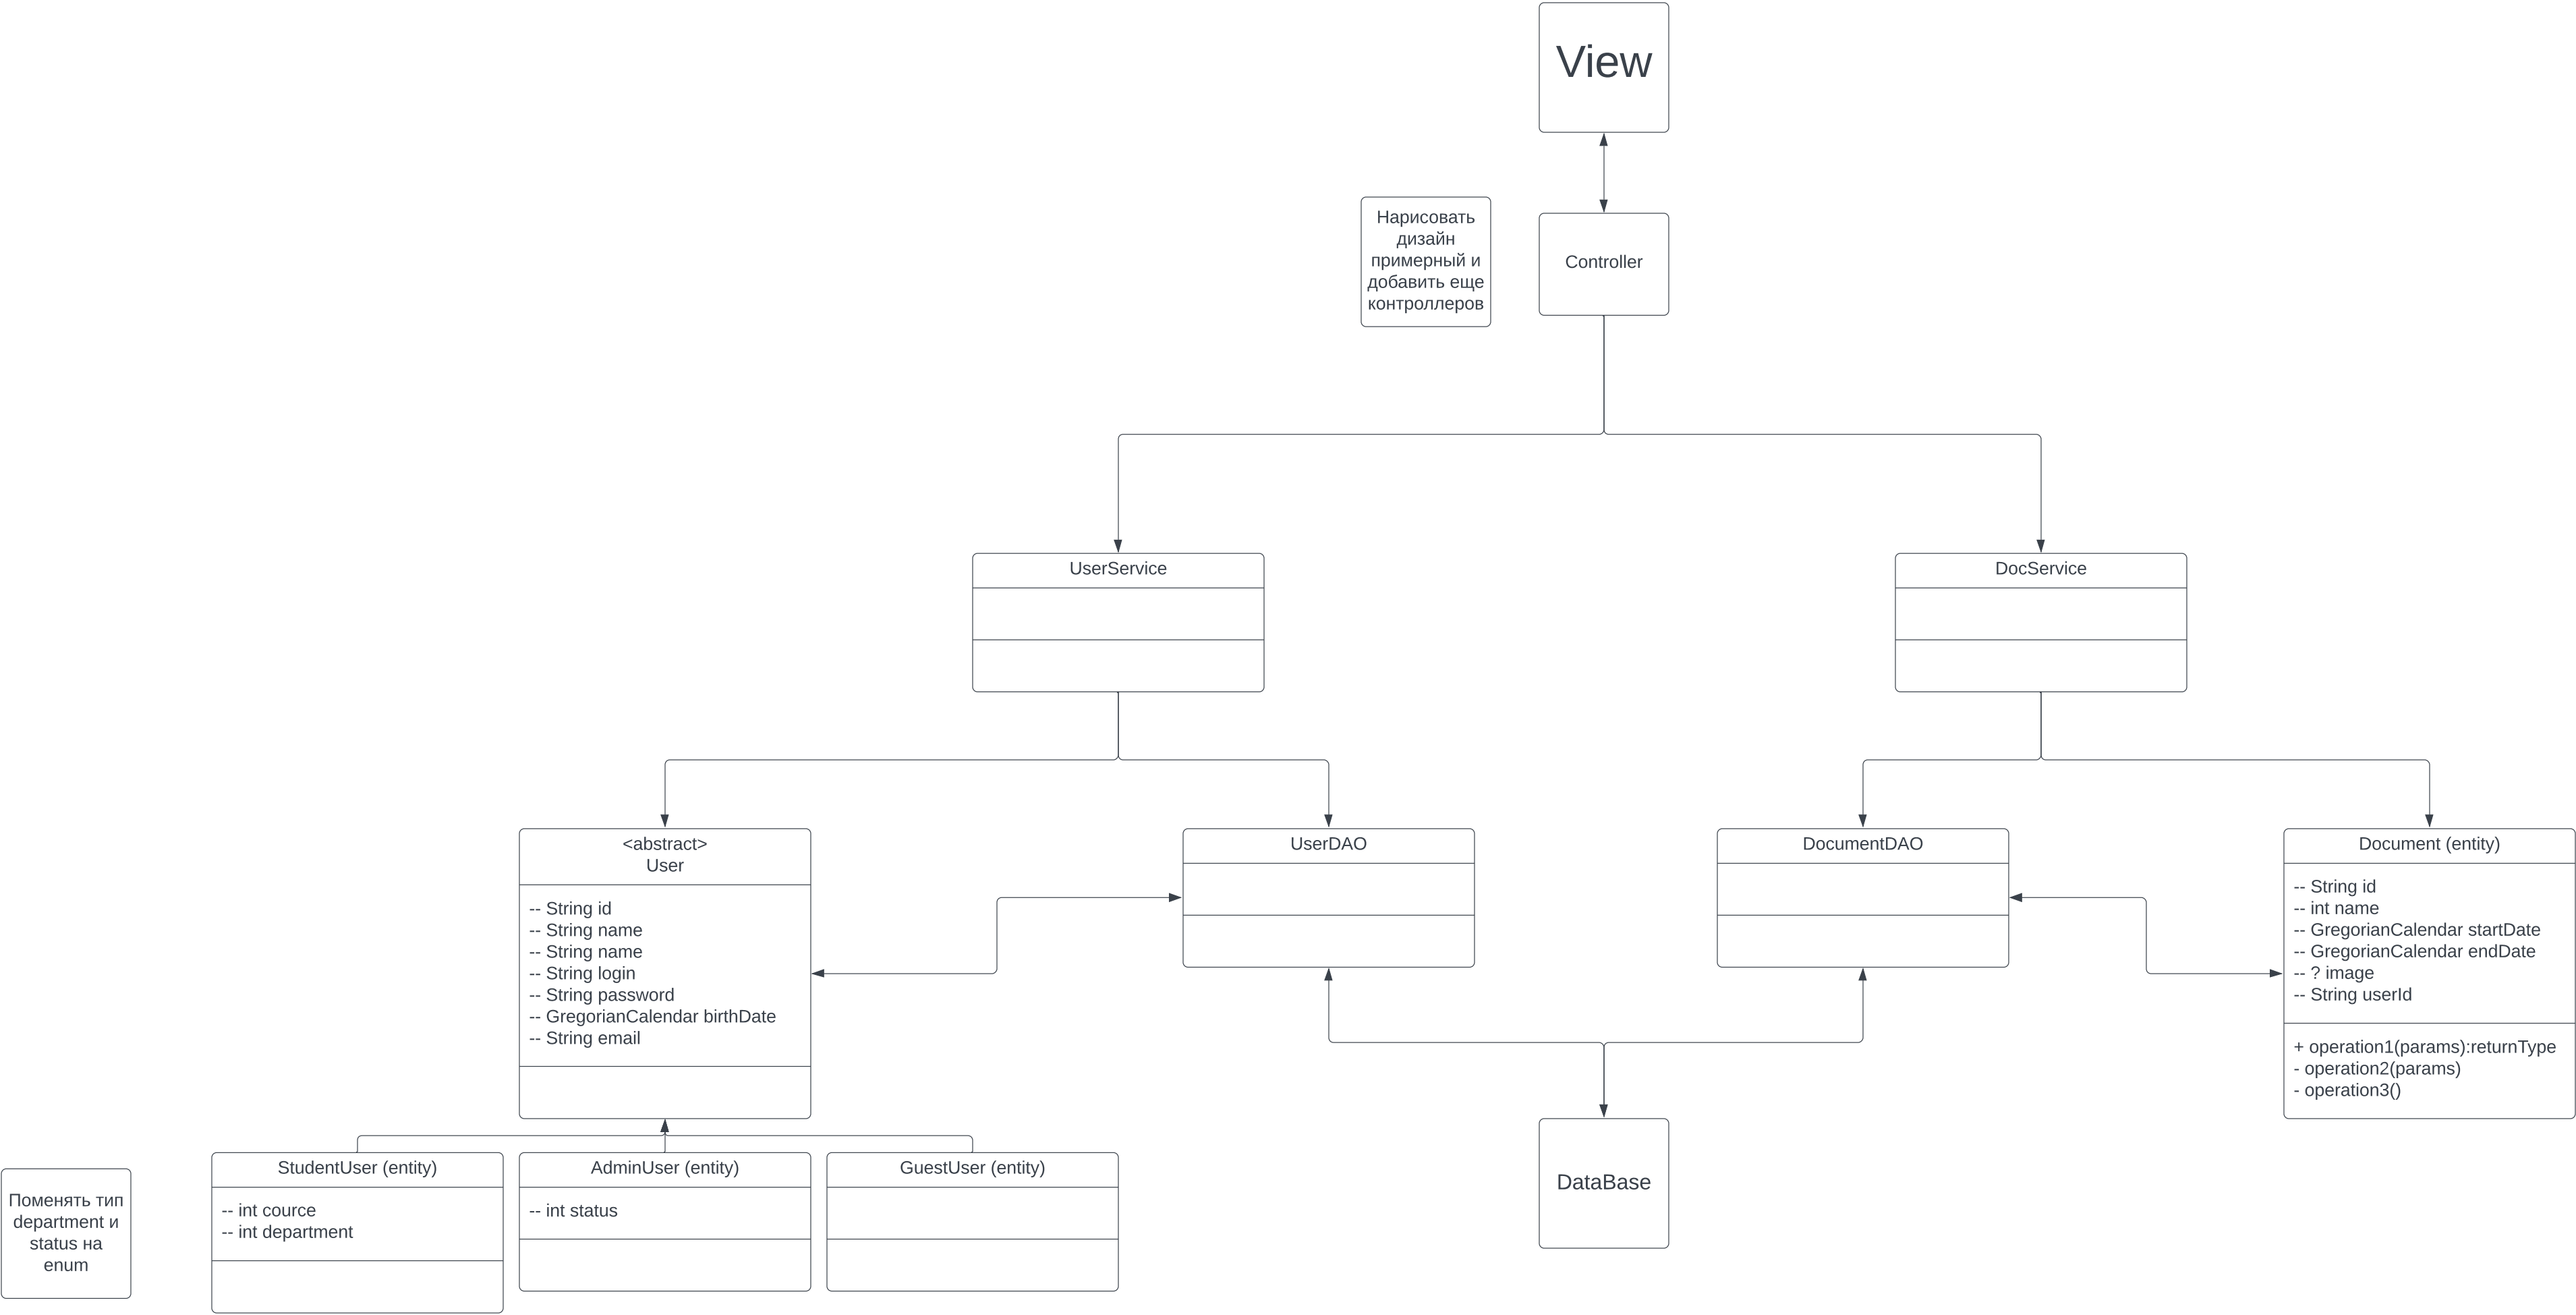 View
Нарисовать
дизайн
примерный и
добавить еще
контроллеров
Controller
UserService
DocService
<abstract>
User
-- String id
-- String name
-- String name
-- String login
-- String password
-- GregorianCalendar birthDate
-- String email
UserDAO
DocumentDAO
Document (entity)
-- String id
-- int name
-- GregorianCalendar startDate
-- GregorianCalendar endDate
-- ? image
-- String userId
+ operation1(params):returnType
- operation2(params)
- operation3()
Поменять тип
department и
status на
enum
StudentUser (entity)
-- int cource
-- int department
AdminUser (entity)
-- int status
GuestUser (entity)
DataBase